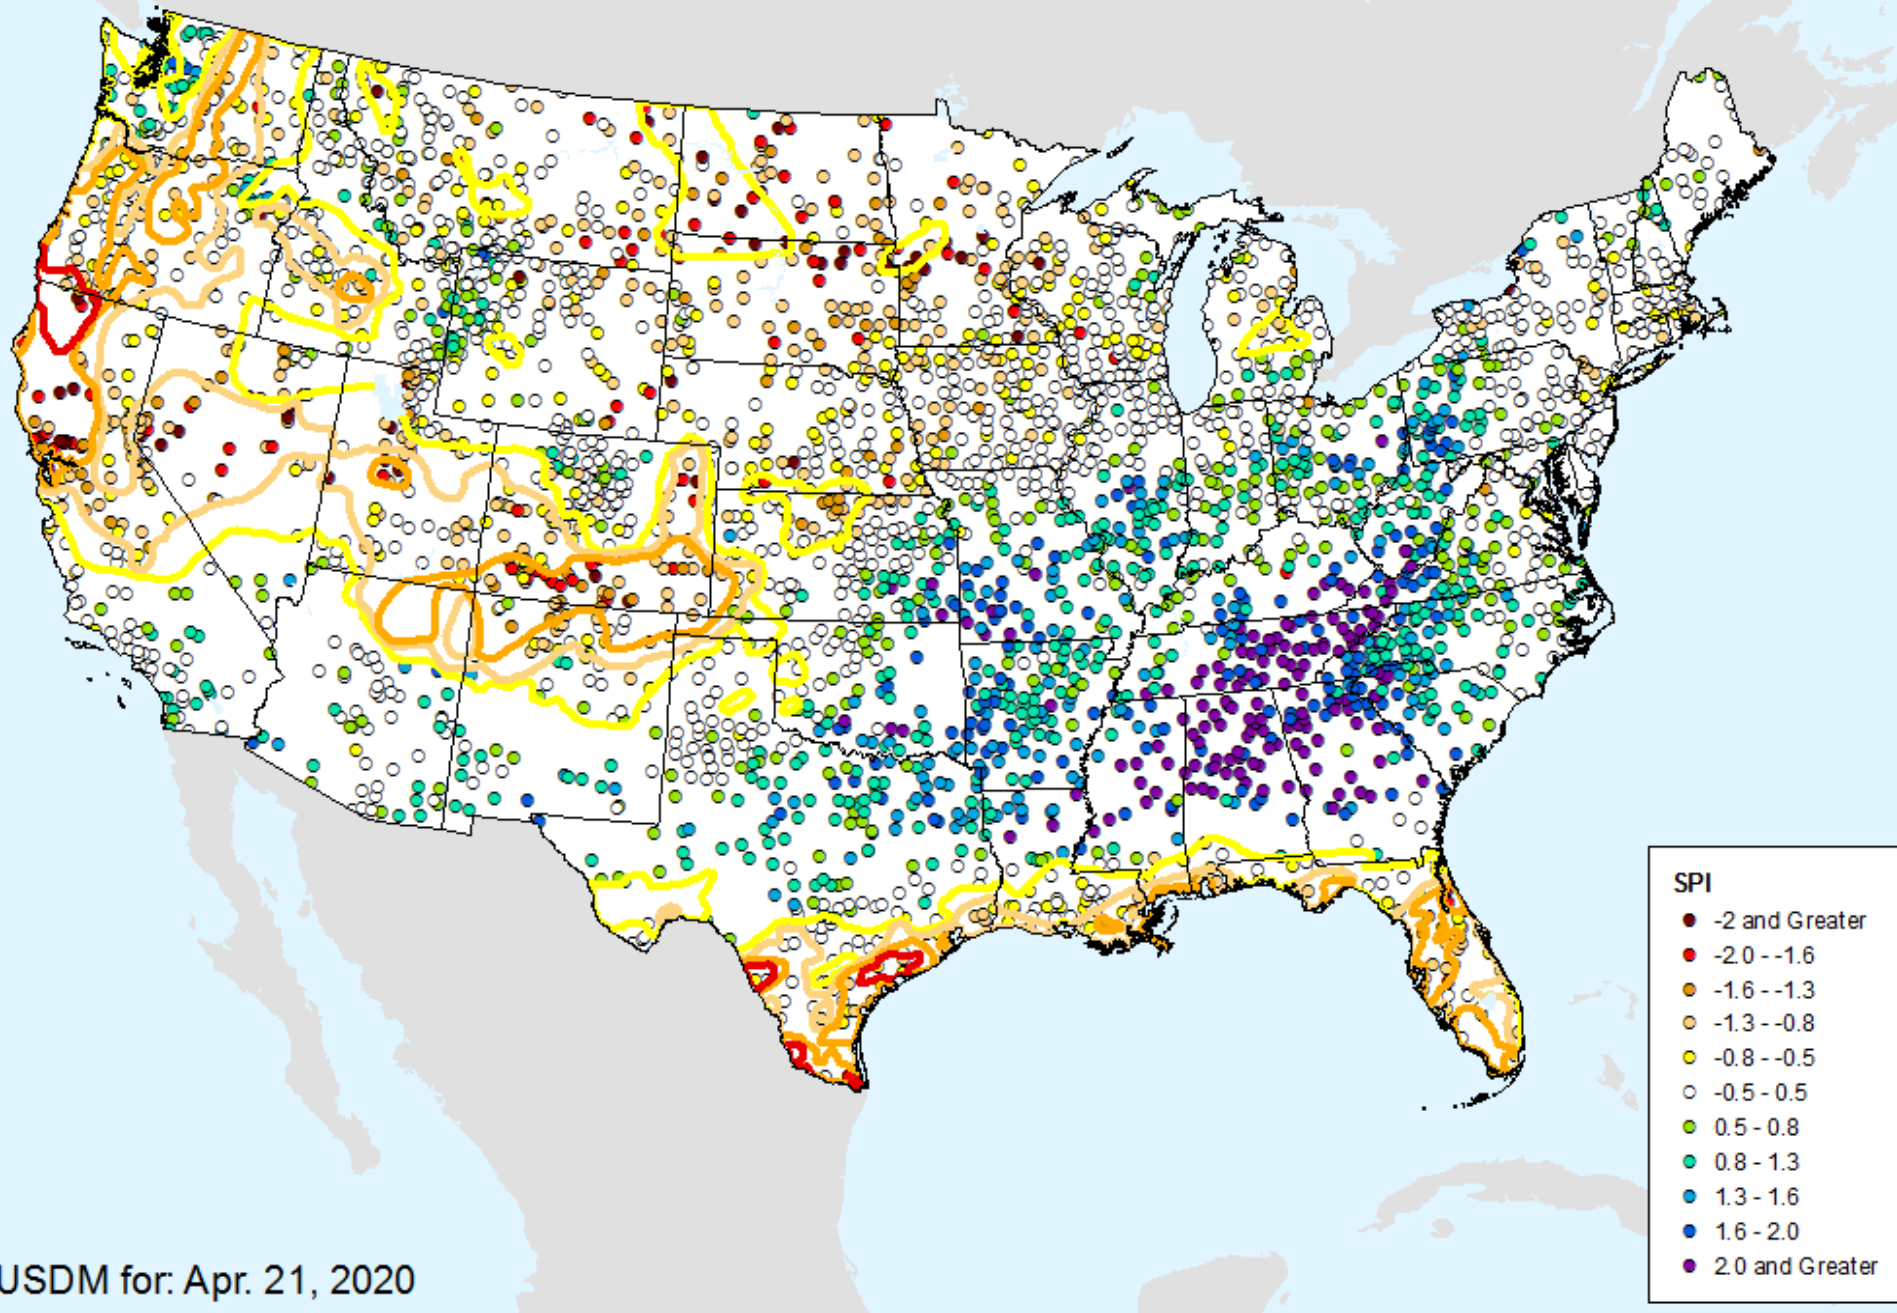 SPI
-2 and Greater
-2.0 - -1.6
-1.6 - -1.3
-1.3 - -0.8
-0.8 - -0.5
-0.5 - 0.5
0.5 - 0.8
0.8 - 1.3
1.3 - 1.6
1.6 - 2.0
2.0 and Greater
USDM for: Apr. 21, 2020